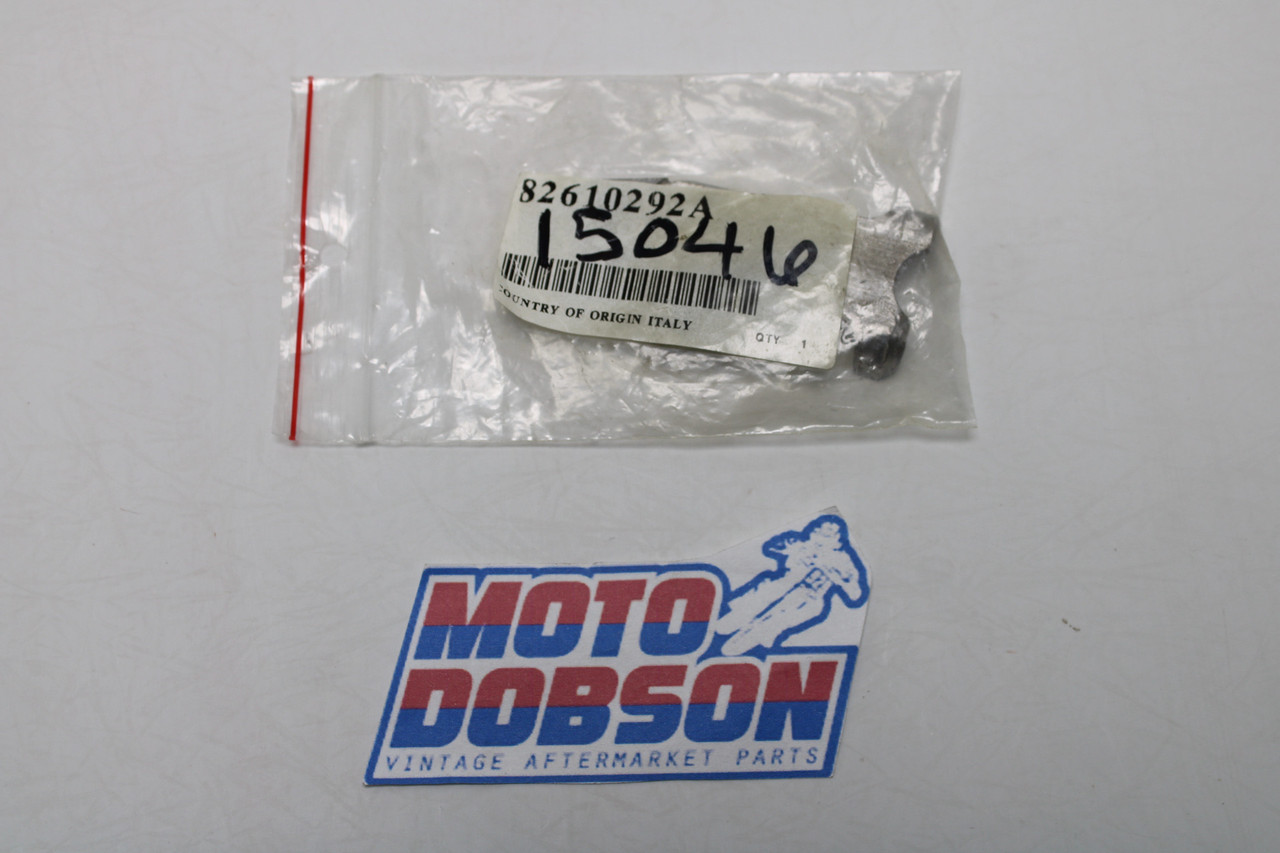 82610292A
15046
COUNTRY OF ORIGIN ITALY
QTY 1
MOTO
DOBSON
VINTAGE AFTERMARKET PARTS